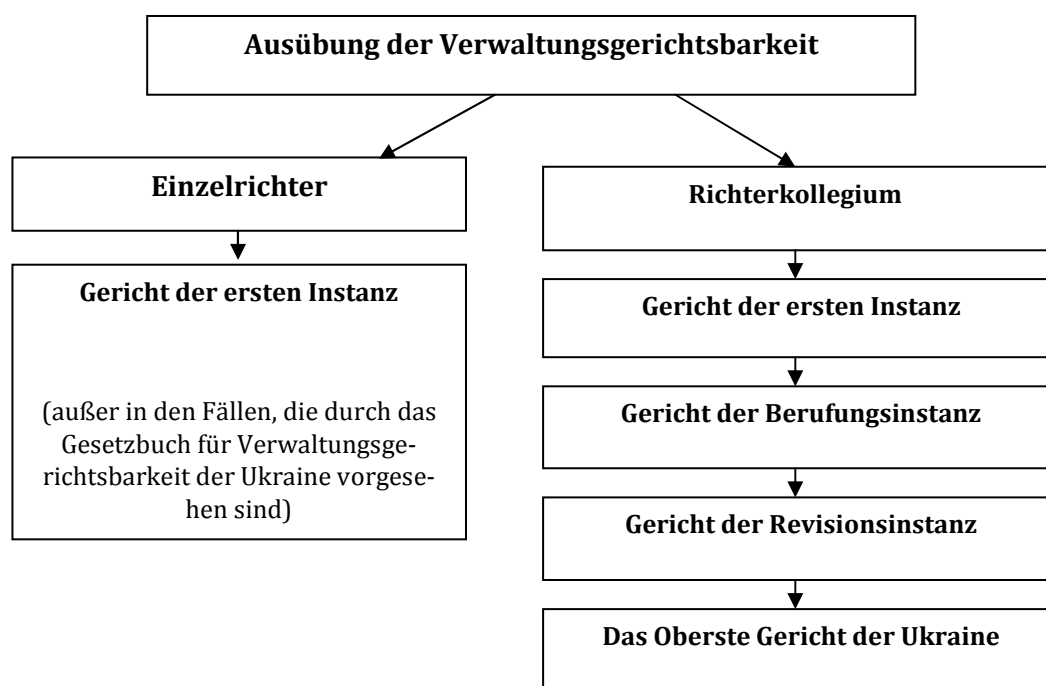 Ausübung der Verwaltungsgerichtsbarkeit
Einzelrichter
Gericht der ersten Instanz
(außer in den Fällen, die durch das
Gesetzbuch für Verwaltungsge-
richtsbarkeit der Ukraine vorgese-
hen sind)
Richterkollegium
Gericht der ersten Instanz
Gericht der Berufungsinstanz
Gericht der Revisionsinstanz
Das Oberste Gericht der Ukraine